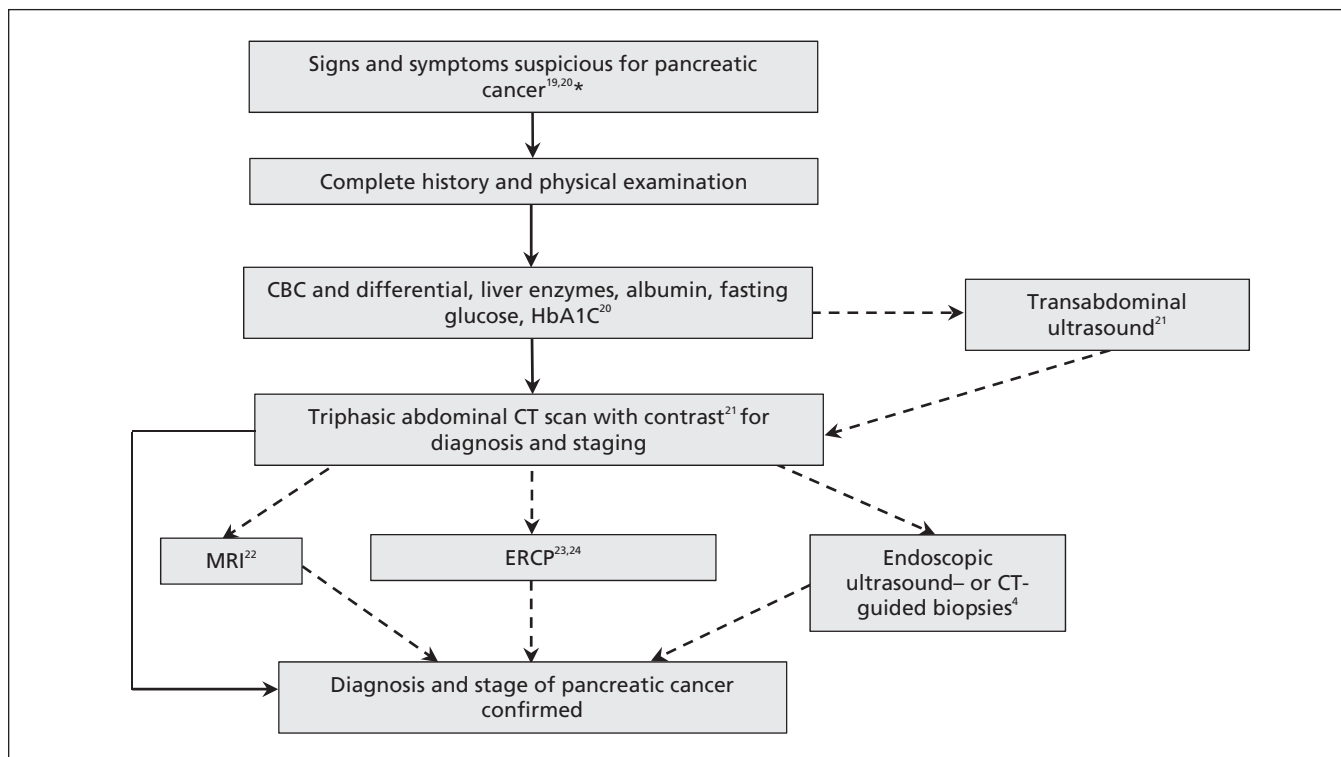 Signs and symptoms suspicious for pancreatic
cancer19,20*
Complete history and physical examination
CBC and differential, liver enzymes, albumin, fasting
glucose, HbA1C20
Transabdominal
ultrasound21
Triphasic abdominal CT scan with contrast21 for
diagnosis and staging
MRI22
ERCP23,24
Endoscopic
ultrasound– or CT-
guided biopsies4
Diagnosis and stage of pancreatic cancer
confirmed